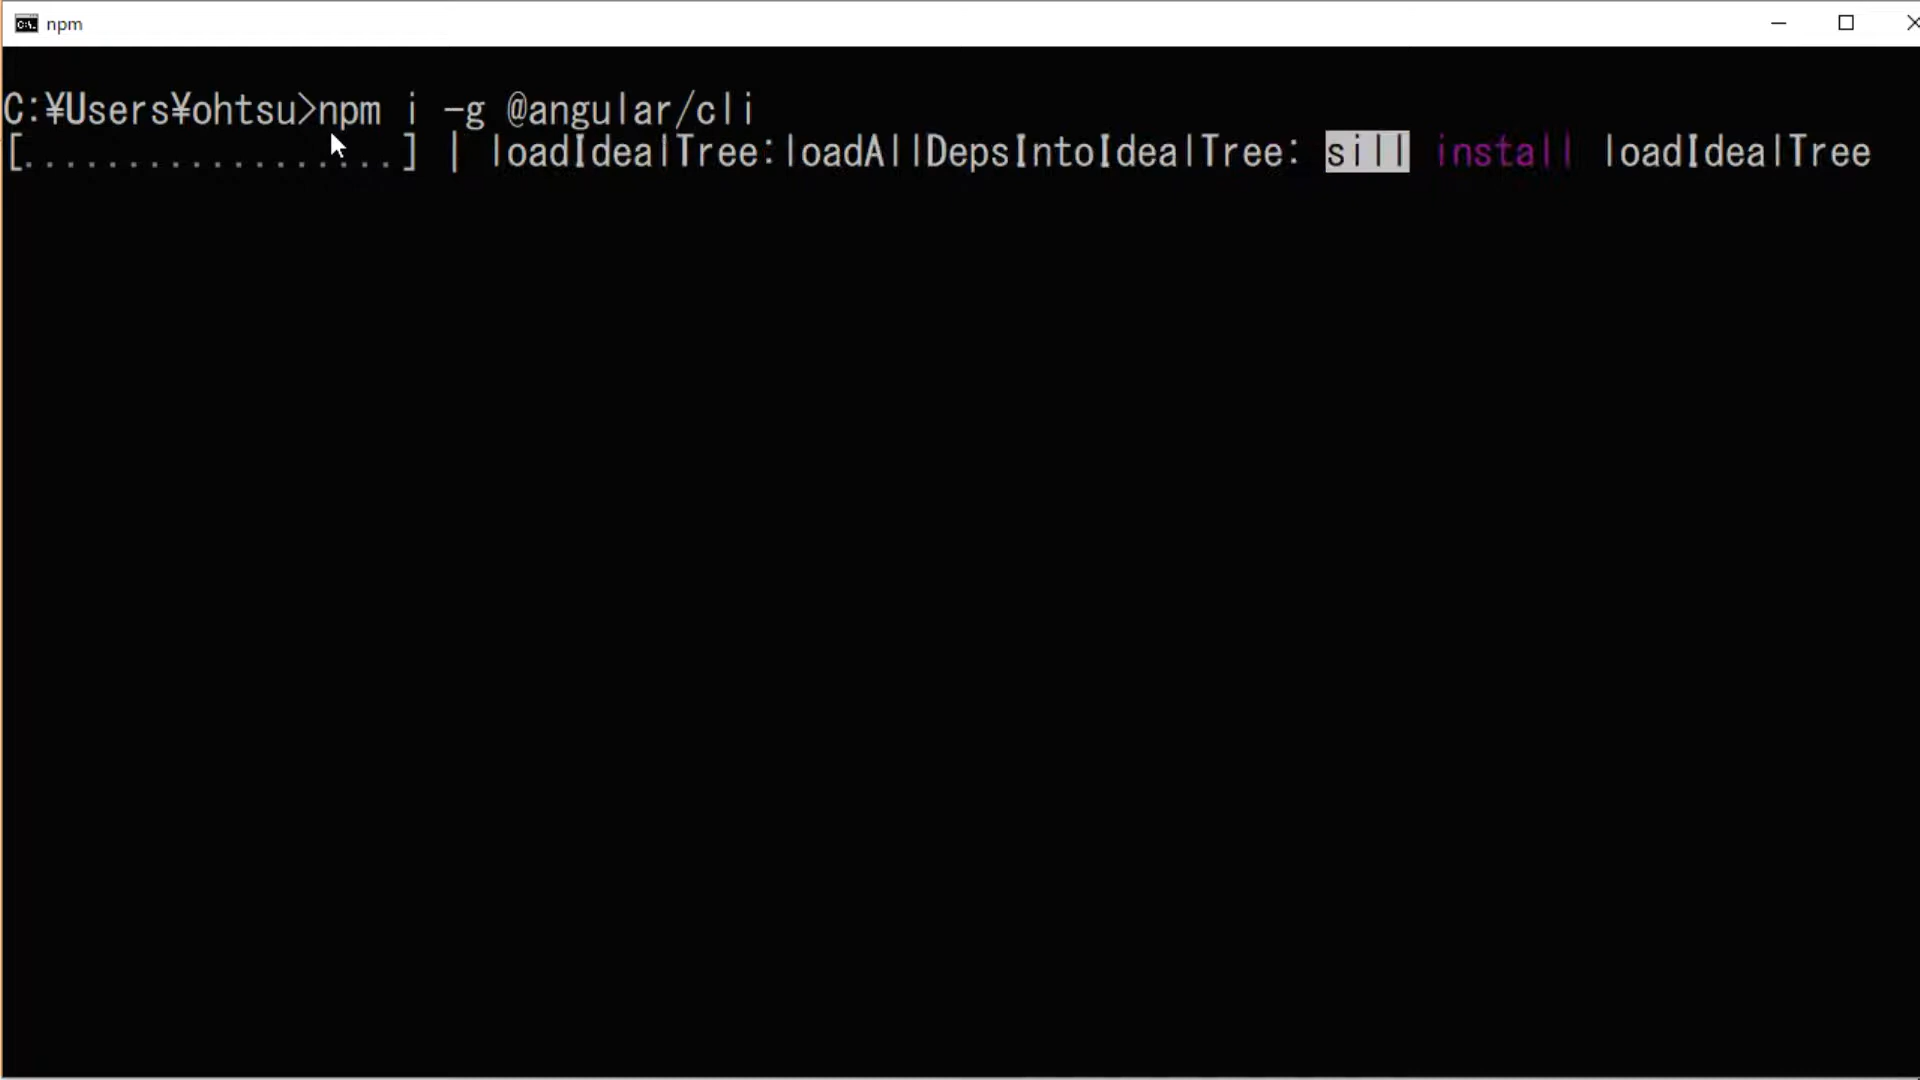 npm
C:¥Users¥ohtsu>npm i -g @angular/cli
[..................] | loadIdealTree:loadAllDepsIntoIdealTree: sill install loadIdealTree